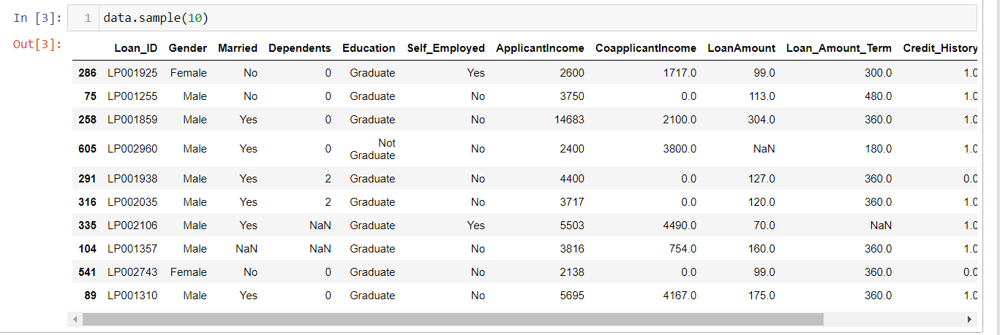 In [3]: 1 data.sample(10)
Out[3]:
Loan_ID Gender Married Dependents Education Self_Employed ApplicantIncome CoapplicantIncome LoanAmount Loan_Amount_Term Credit_History
286 LP001925 Female No 0 Graduate Yes 2600 1717.0 99.0 300.0 1.0
75 LP001255 Male No 0 Graduate No 3750 0.0 113.0 480.0 1.0
258 LP001859 Male Yes 0 Graduate No 14683 2100.0 304.0 360.0 1.0
605 LP002960 Male Yes 0 Not Graduate No 2400 3800.0 NaN 180.0 1.0
291 LP001938 Male Yes 2 Graduate No 4400 0.0 127.0 360.0 0.0
316 LP002035 Male Yes 2 Graduate No 3717 0.0 120.0 360.0 1.0
335 LP002106 Male Yes NaN Graduate Yes 5503 4490.0 70.0 NaN 1.0
104 LP001357 Male NaN NaN Graduate No 3816 754.0 160.0 360.0 1.0
541 LP002743 Female No 0 Graduate No 2138 0.0 99.0 360.0 0.0
89 LP001310 Male Yes 0 Graduate No 5695 4167.0 175.0 360.0 1.0